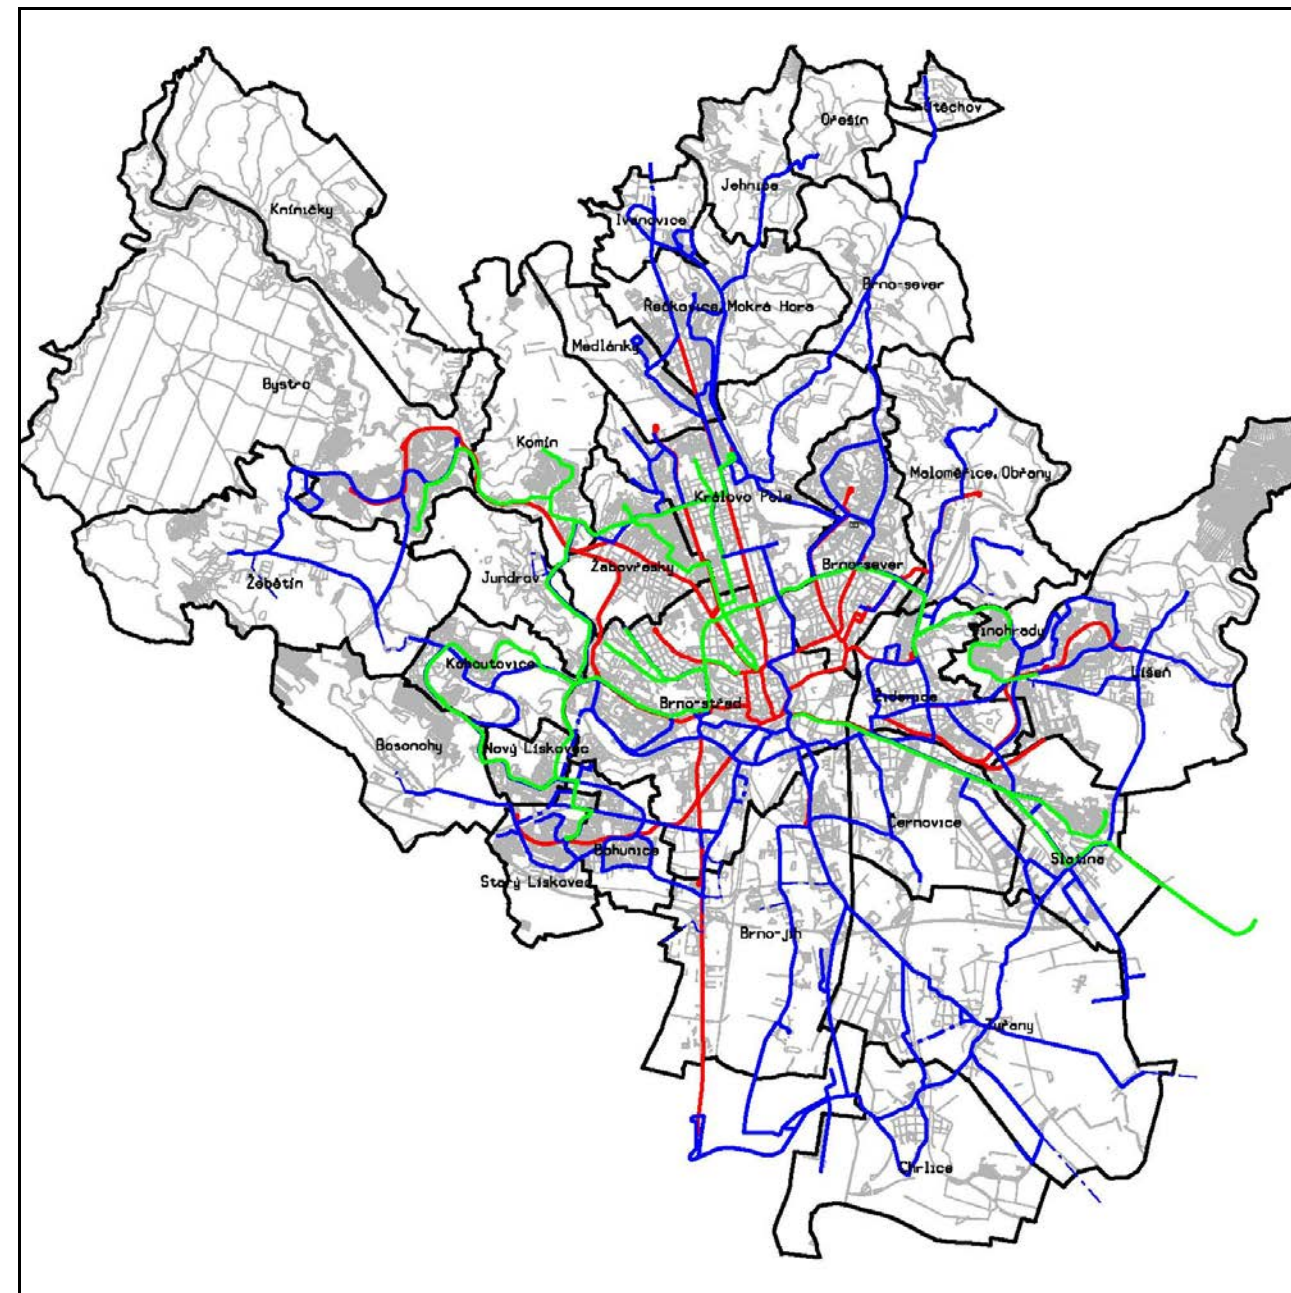 Útěchov
Ořešín
Jehnice
Kníničky
Ivanovice
Brno-sever
Řečkovice, Mokrá Hora
Medlánky
Bystrc
Komín
Maloměřice, Obřany
Královo Pole
Žabovřesky
Brno-sever
Jundrov
Žebětín
Vinohrady
Kohoutovice
Líšeň
Brno-střed
Židenice
Bosonohy
Nový Lískovec
Černovice
Bohunice
Slatina
Starý Lískovec
Brno-jih
Tuřany
Chrlice